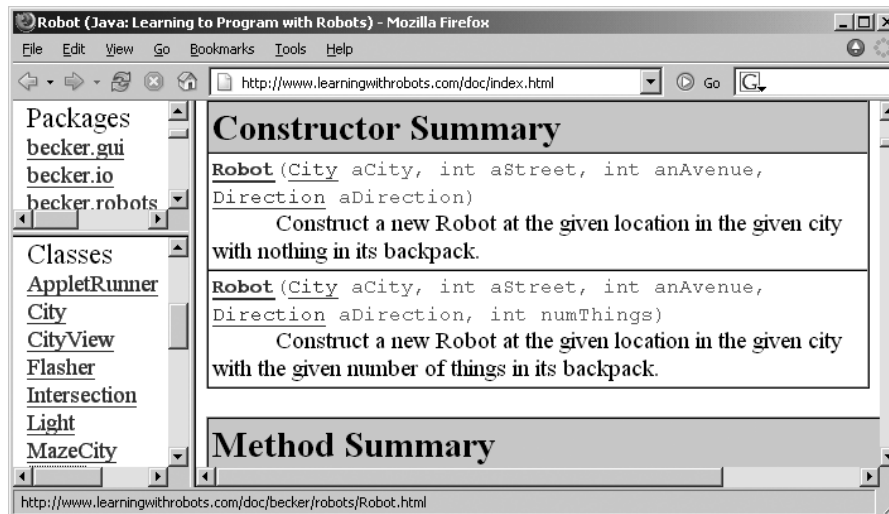 Robot (Java: Learning to Program with Robots) - Mozilla Firefox
File Edit View Go Bookmarks Tools Help
http://www.learningwithrobots.com/doc/index.html Go G
Packages
becker.gui
becker.io
becker.robots
Classes
AppletRunner
City
CityView
Flasher
Intersection
Light
MazeCity
Constructor Summary
Robot(City aCity, int aStreet, int anAvenue,
Direction aDirection)
Construct a new Robot at the given location in the given city
with nothing in its backpack.
Robot(City aCity, int aStreet, int anAvenue,
Direction aDirection, int numThings)
Construct a new Robot at the given location in the given city
with the given number of things in its backpack.
Method Summary
http://www.learningwithrobots.com/doc/becker/robots/Robot.html